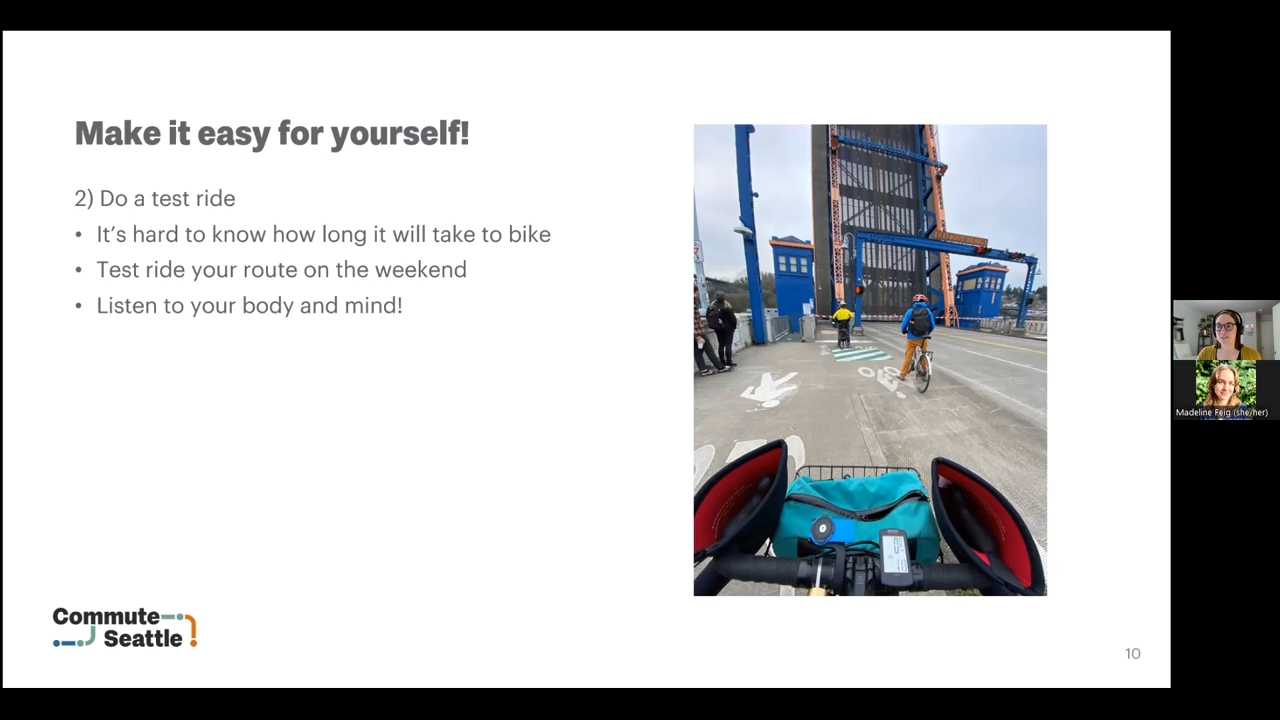 Make it easy for yourself!
2) Do a test ride
• It's hard to know how long it will take to bike
• Test ride your route on the weekend
• Listen to your body and mind!
Commute
Seattle
10
Madeline Feig (she/her)